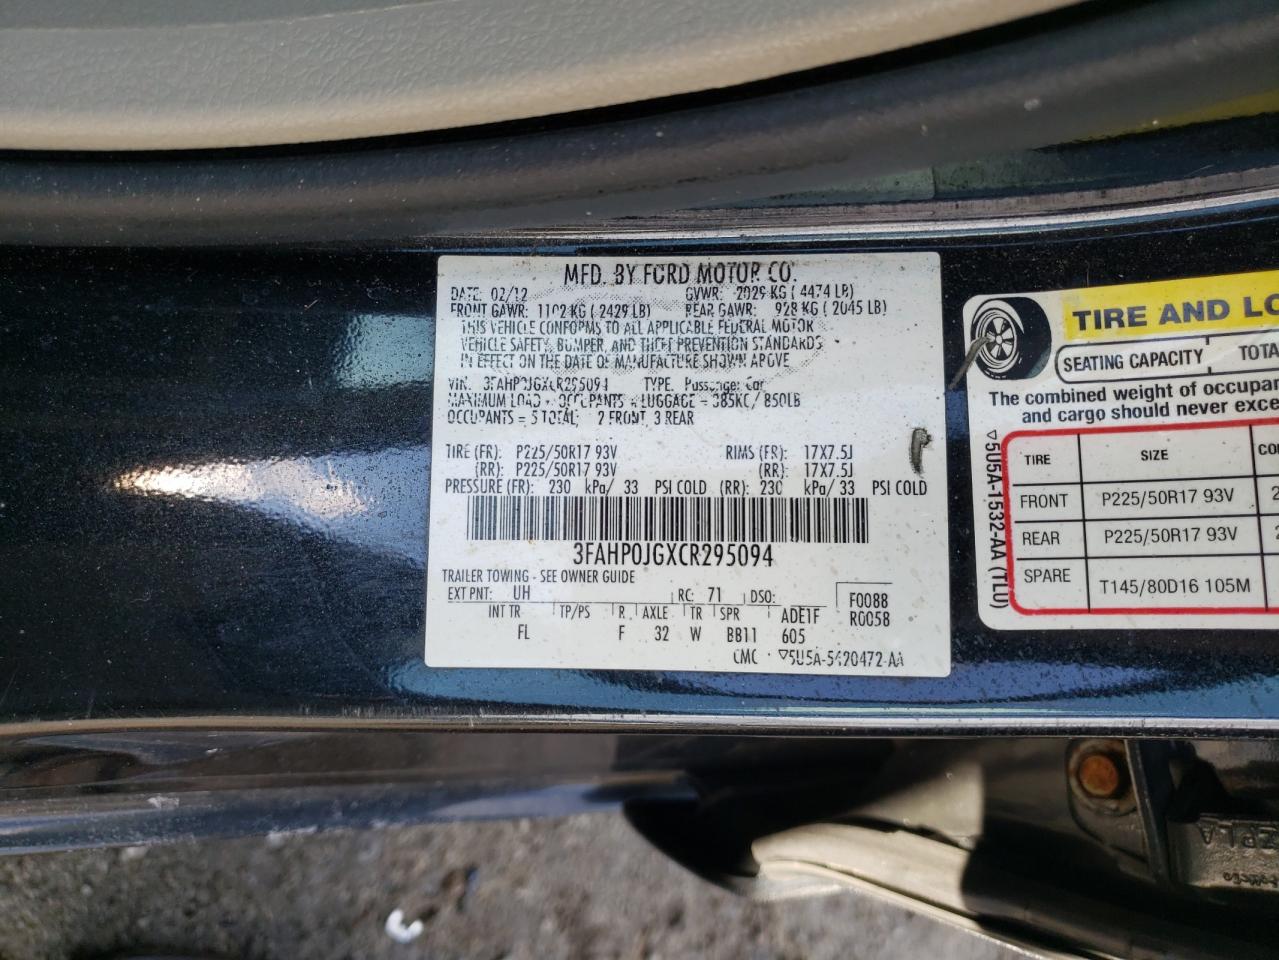 MFD. BY FORD MOTOR CO.
DATE: 02/12 GVWR: 2029 KG ( 4474 LB)
FRONT GAWR: 1102 KG ( 2429 LB) REAR GAWR: 928 KG ( 2045 LB)
THIS VEHICLE CONFORMS TO ALL APPLICABLE FEDERAL MOTOR
VEHICLE SAFETY, BUMPER, AND THEFT PREVENTION STANDARDS
IN EFFECT ON THE DATE OF MANUFACTURE SHOWN ABOVE
VIN: 3FAHP0JGXCR295094 TYPE: Passenger Car
MAXIMUM LOAD = OCCUPANTS + LUGGAGE = 385KG / 850LB
OCCUPANTS = 5 TOTAL; 2 FRONT, 3 REAR
TIRE (FR): P225/50R17 93V RIMS (FR): 17X7.5J
(RR): P225/50R17 93V (RR): 17X7.5J
PRESSURE (FR): 230 kPa/ 33 PSI COLD (RR): 230 kPa/ 33 PSI COLD
3FAHP0JGXCR295094
TRAILER TOWING - SEE OWNER GUIDE
EXT PNT: UH RC: 71 DSO:
F0088
R0058
INT TR TP/PS R AXLE TR SPR ADE1F
FL F 32 W BB11 605
CMC ▽5U5A-5420472-AA
TIRE AND LO
SEATING CAPACITY TOTA
The combined weight of occupan
and cargo should never exce
▽5U5A-1532-AA (TLU)
TIRE SIZE CO
FRONT P225/50R17 93V 2
REAR P225/50R17 93V 2
SPARE T145/80D16 105M